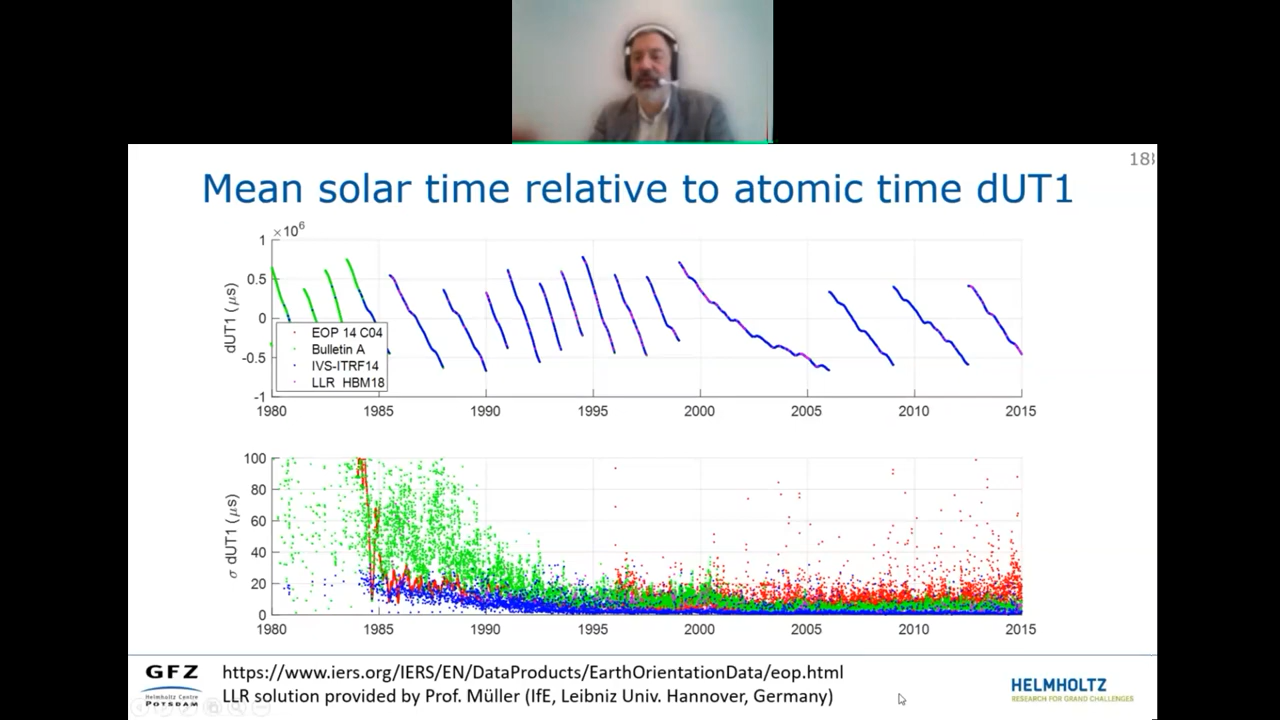 18
Mean solar time relative to atomic time dUT1
×10⁶
1
0.5
0
-0.5
-1
dUT1 (μs)
EOP 14 C04
Bulletin A
IVS-ITRF14
LLR HBM18
1980 1985 1990 1995 2000 2005 2010 2015
100
80
60
40
20
0
σ dUT1 (μs)
1980 1985 1990 1995 2000 2005 2010 2015
GFZ
Helmholtz Centre
POTSDAM
https://www.iers.org/IERS/EN/DataProducts/EarthOrientationData/eop.html
LLR solution provided by Prof. Müller (IfE, Leibniz Univ. Hannover, Germany)
HELMHOLTZ
RESEARCH FOR GRAND CHALLENGES